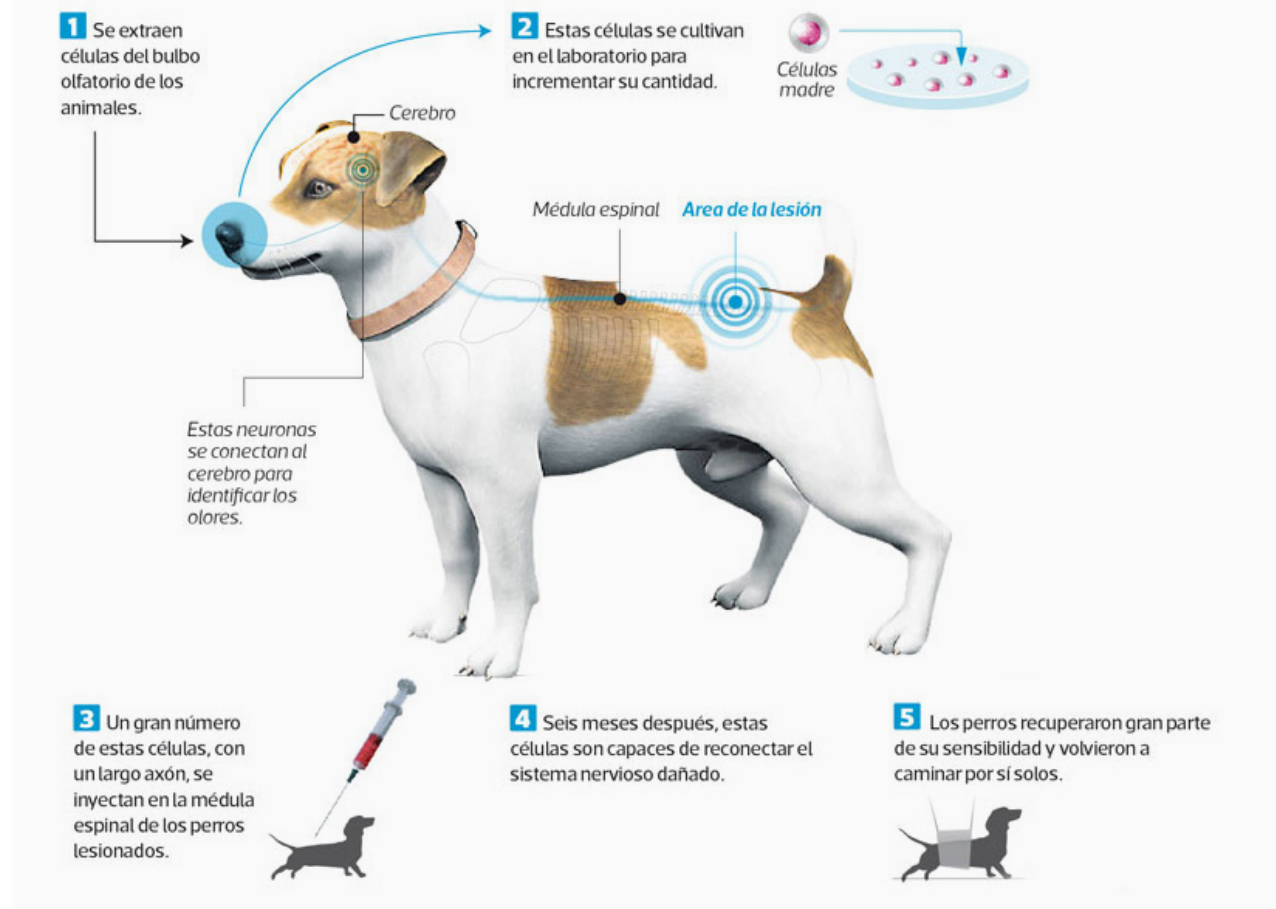 1 Se extraen
células del bulbo
olfatorio de los
animales.
2 Estas células se cultivan
en el laboratorio para
incrementar su cantidad.
Células
madre
Cerebro
Médula espinal
Area de la lesión
Estas neuronas
se conectan al
cerebro para
identificar los
olores.
3 Un gran número
de estas células, con
un largo axón, se
inyectan en la médula
espinal de los perros
lesionados.
4 Seis meses después, estas
células son capaces de reconectar el
sistema nervioso dañado.
5 Los perros recuperaron gran parte
de su sensibilidad y volvieron a
caminar por sí solos.